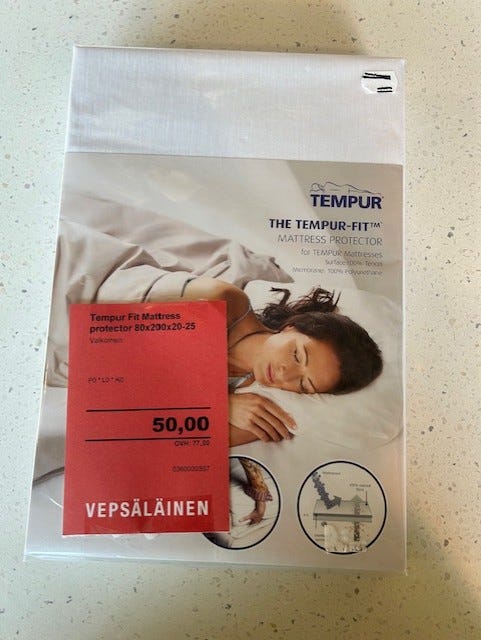 TEMPUR
THE TEMPUR-FIT™
MATTRESS PROTECTOR
for TEMPUR Mattresses
Surface: 100% Tencel
Membrane: 100% Polyurethane
Tempur Fit Mattress
protector 80x200x20-25
Valkoinen
50,00
OVH: 77,00
VEPSÄLÄINEN